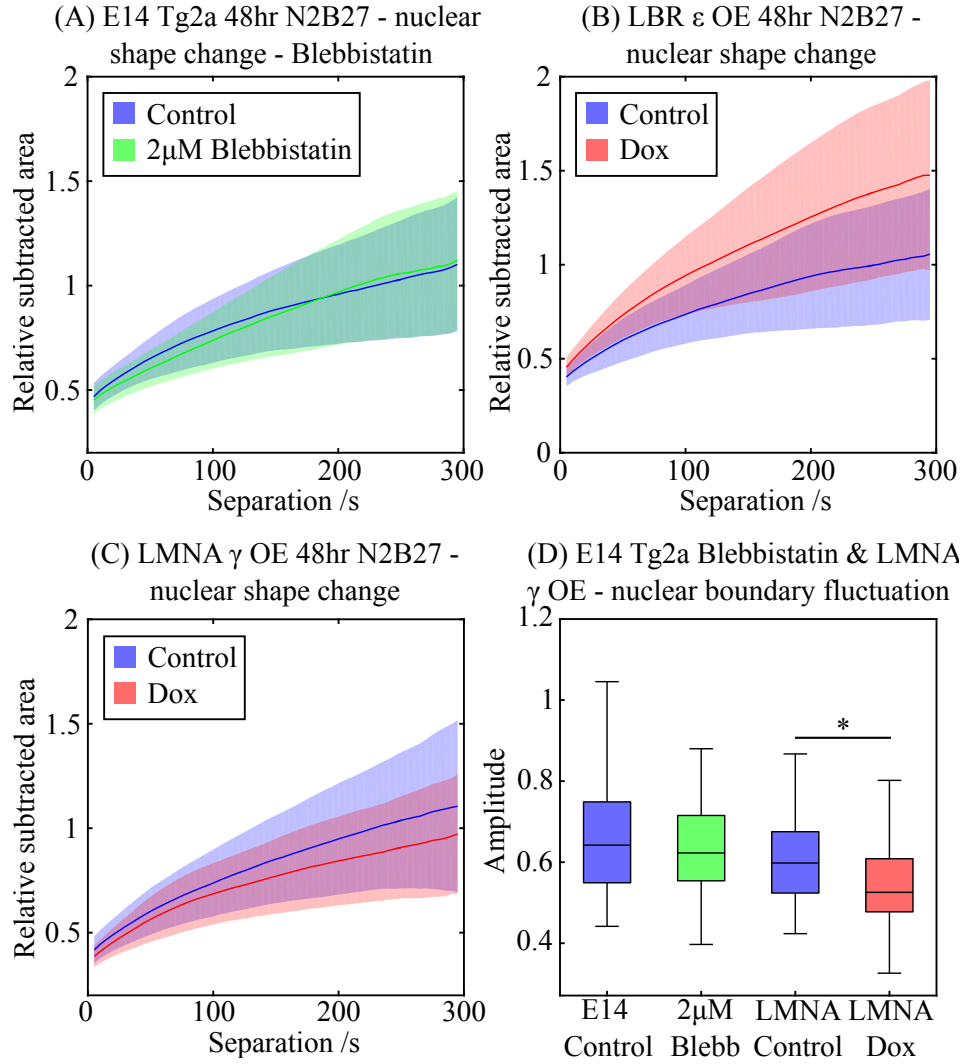 (A) E14 Tg2a 48hr N2B27 - nuclear
shape change - Blebbistatin
2
1.5
1
0.5
Relative subtracted area
Control
2μM Blebbistatin
0 100 200 300
Separation /s
(B) LBR ε OE 48hr N2B27 -
nuclear shape change
2
1.5
1
0.5
0
Relative subtracted area
Control
Dox
0 100 200 300
Separation /s
(C) LMNA γ OE 48hr N2B27 -
nuclear shape change
2
1.5
1
0.5
Relative subtracted area
Control
Dox
0 100 200 300
Separation /s
(D) E14 Tg2a Blebbistatin & LMNA
γ OE - nuclear boundary fluctuation
1.2
1
0.8
0.6
0.4
Amplitude
*
E14 2μM LMNA LMNA
Control Blebb Control Dox